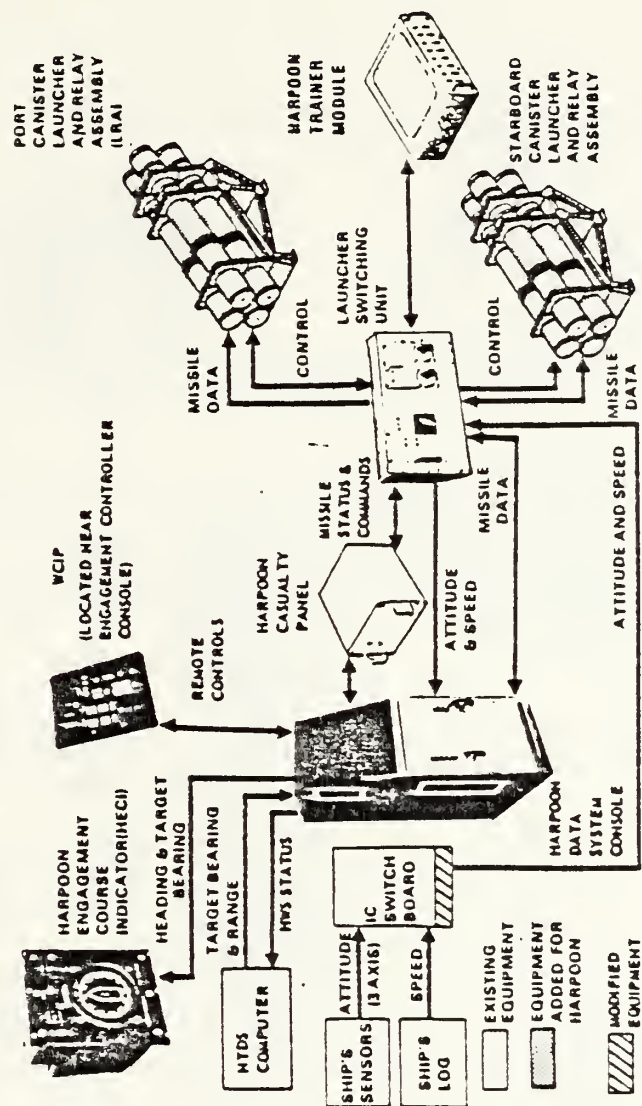 PORT
CANISTER
LAUNCHER
AND RELAY
ASSEMBLY
(LRA)
HARPOON
TRAINER
MODULE
STARBOARD
CANISTER
LAUNCHER
AND RELAY
ASSEMBLY
MISSILE
DATA
CONTROL
LAUNCHER
SWITCHING
UNIT
CONTROL
MISSILE
DATA
WCIP
(LOCATED NEAR
ENGAGEMENT CONTROLLER
CONSOLE)
REMOTE
CONTROLS
HARPOON
CASUALTY
PANEL
MISSILE
STATUS &
COMMANDS
ATTITUDE
& SPEED
MISSILE
DATA
ATTITUDE AND SPEED
HARPOON
ENGAGEMENT
COURSE
INDICATOR (HECI)
HEADING & TARGET
BEARING
TARGET BEARING
& RANGE
HWS STATUS
NTDS
COMPUTER
HARPOON
DATA
SYSTEM
CONSOLE
IC
SWITCH
BOARD
ATTITUDE
(3 AXIS)
SPEED
SHIP'S
SENSORS
SHIP'S
LOG
EXISTING
EQUIPMENT
EQUIPMENT
ADDED FOR
HARPOON
MODIFIED
EQUIPMENT